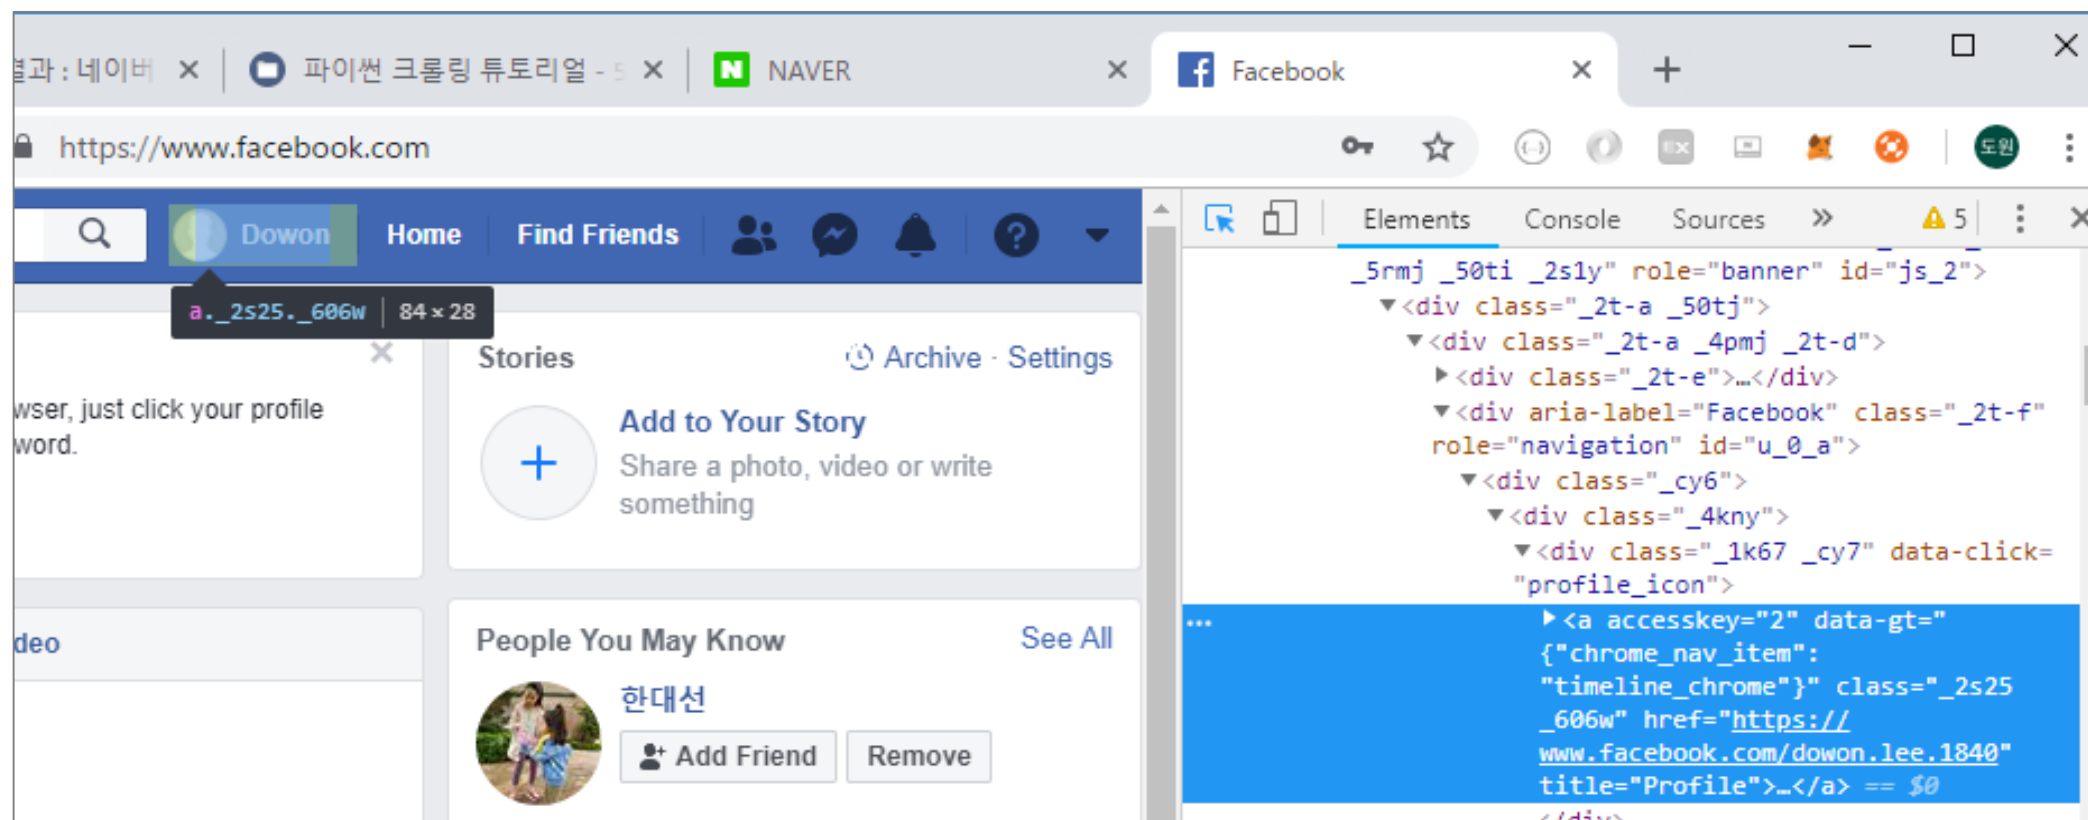 결과 : 네이버
파이썬 크롤링 튜토리얼 - 5
NAVER
Facebook
https://www.facebook.com
도원
Dowon
Home
Find Friends
a._2s25._606w | 84 × 28
Elements
Console
Sources
5
_5rmj _50ti _2s1y" role="banner" id="js_2">
<div class="_2t-a _50tj">
<div class="_2t-a _4pmj _2t-d">
<div class="_2t-e">…</div>
<div aria-label="Facebook" class="_2t-f"
role="navigation" id="u_0_a">
<div class="_cy6">
<div class="_4kny">
<div class="_1k67 _cy7" data-click=
"profile_icon">
<a accesskey="2" data-gt="
{"chrome_nav_item":
"timeline_chrome"}" class="_2s25
_606w" href="https://
www.facebook.com/dowon.lee.1840"
title="Profile">…</a> == $0
</div>
wser, just click your profile
word.
deo
Stories
Archive · Settings
Add to Your Story
Share a photo, video or write
something
People You May Know
See All
한대선
Add Friend
Remove